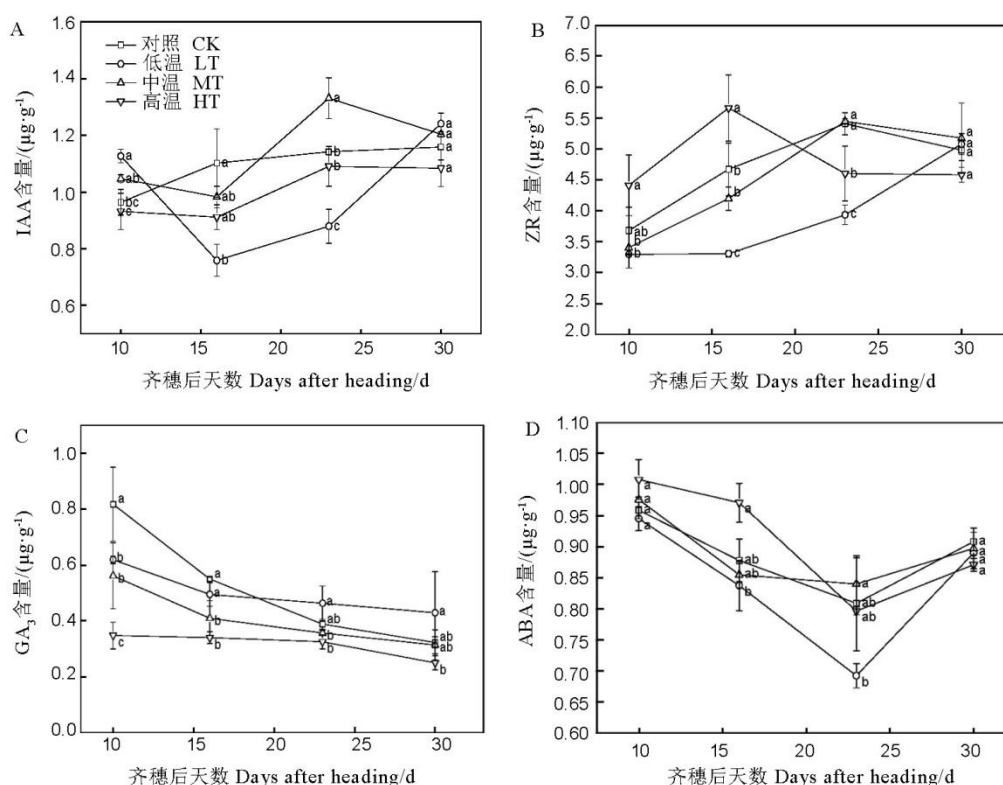 A
IAA含量/(μg·g⁻¹)
1.6
1.4
1.2
1.0
0.8
0.6
对照 CK
低温 LT
中温 MT
高温 HT
a
ab
bc
c
a
ab
ab
b
a
b
b
c
a
a
a
a
10 15 20 25 30
齐穗后天数 Days after heading/d
B
ZR含量/(μg·g⁻¹)
7.0
6.5
6.0
5.5
5.0
4.5
4.0
3.5
3.0
2.5
2.0
a
ab
b
b
a
b
b
c
a
a
b
c
a
a
a
a
10 15 20 25 30
齐穗后天数 Days after heading/d
C
GA₃含量/(μg·g⁻¹)
1.0
0.8
0.6
0.4
0.2
0.0
a
b
b
c
a
a
b
b
a
ab
b
b
a
ab
ab
b
10 15 20 25 30
齐穗后天数 Days after heading/d
D
ABA含量/(μg·g⁻¹)
1.10
1.05
1.00
0.95
0.90
0.85
0.80
0.75
0.70
0.65
0.60
a
a
a
a
a
ab
ab
b
a
ab
ab
b
a
a
a
a
10 15 20 25 30
齐穗后天数 Days after heading/d